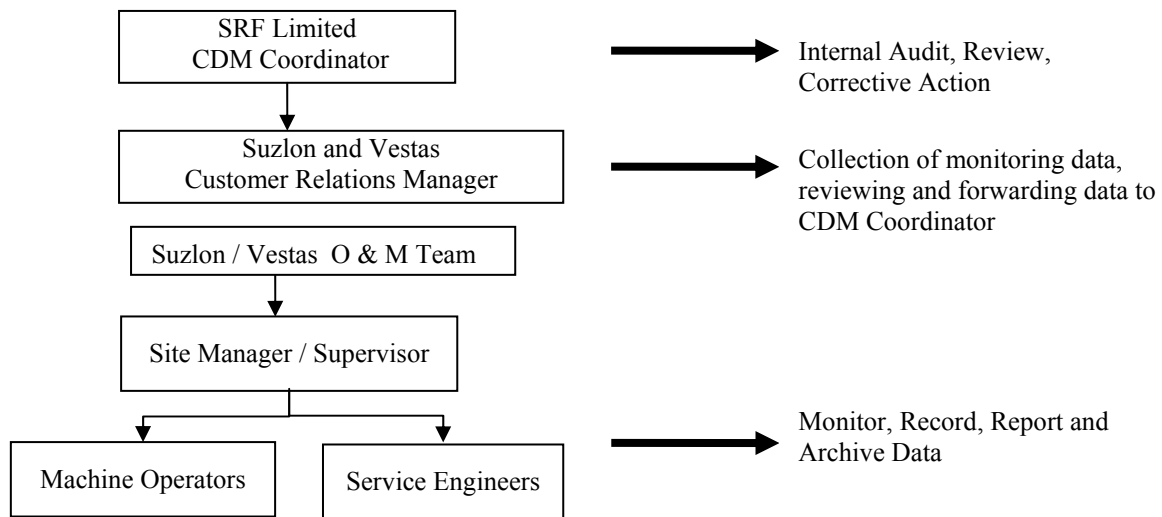 SRF Limited
CDM Coordinator
Internal Audit, Review,
Corrective Action
Suzlon and Vestas
Customer Relations Manager
Collection of monitoring data,
reviewing and forwarding data to
CDM Coordinator
Suzlon / Vestas O & M Team
Site Manager / Supervisor
Machine Operators
Service Engineers
Monitor, Record, Report and
Archive Data